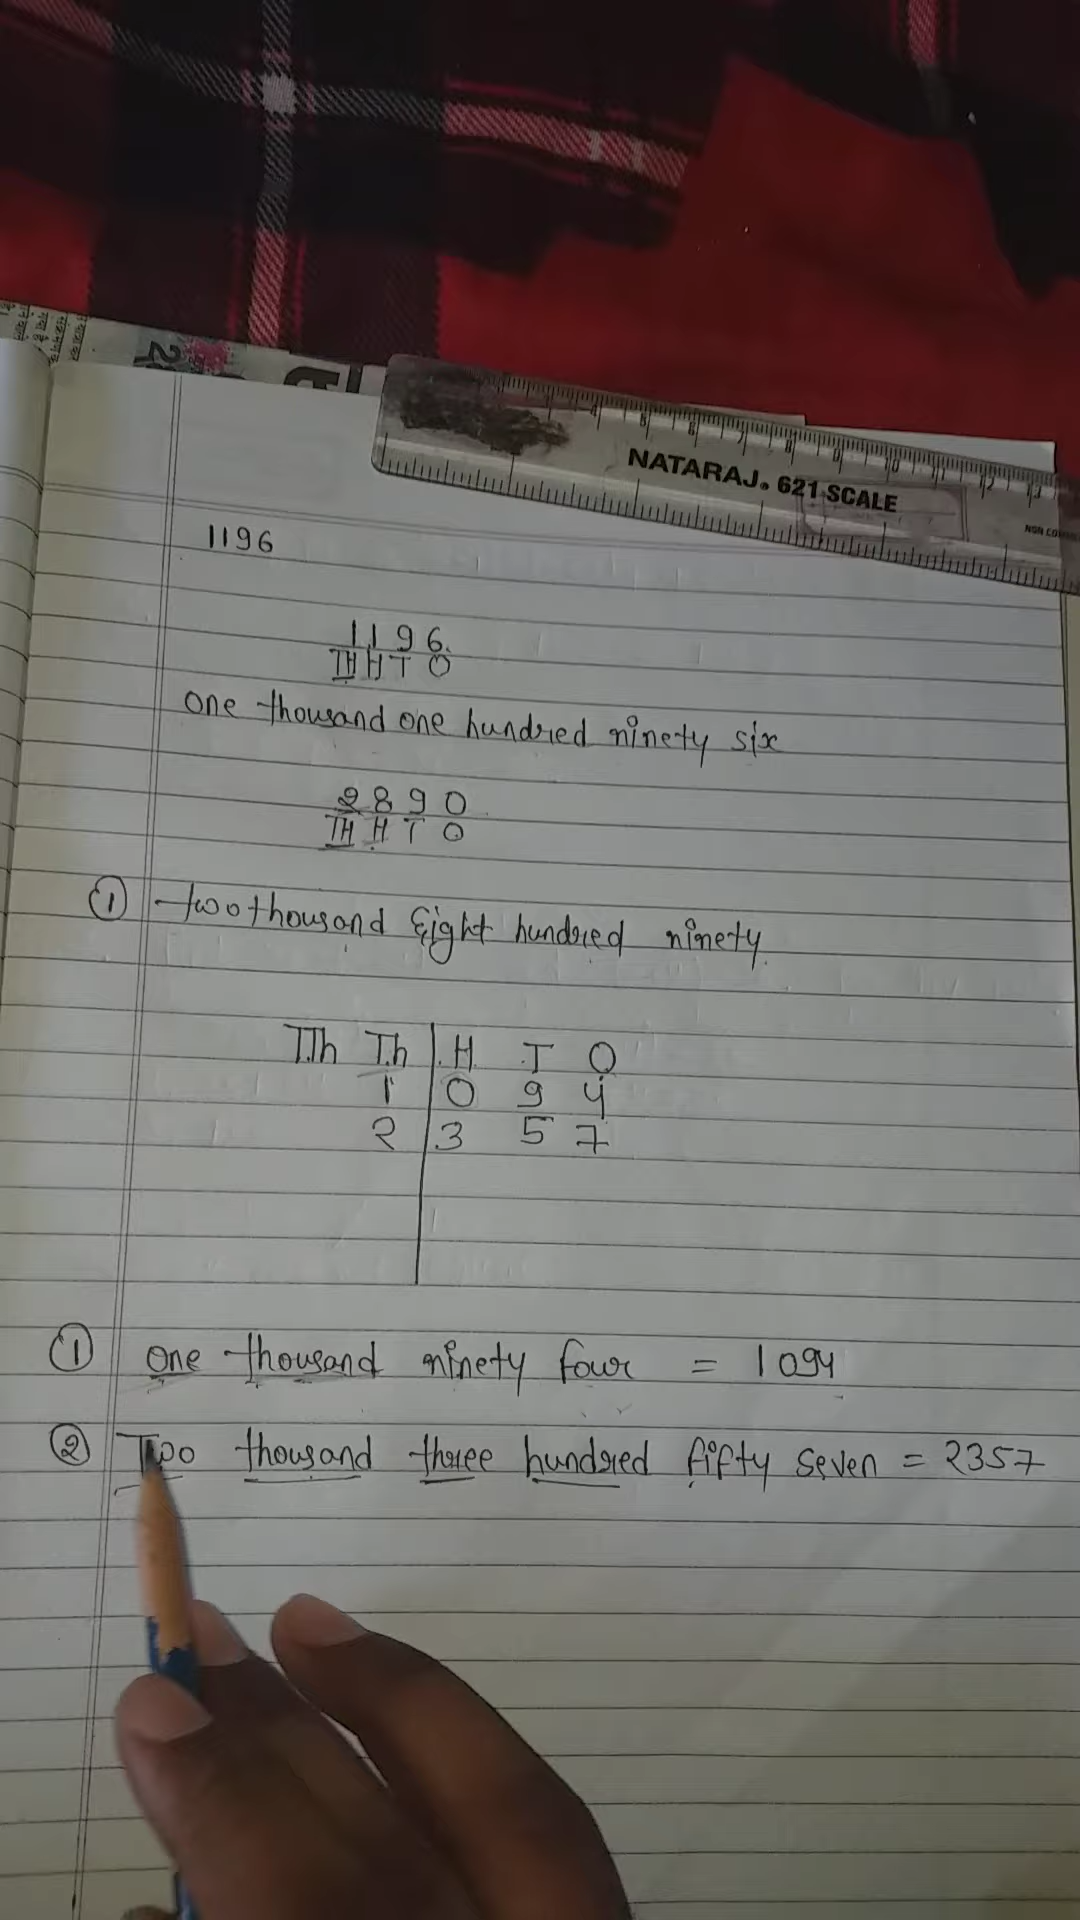 NATARAJ. 621 SCALE
1196
1196.
TH H T O
one thousand one hundred ninety six
2890
TH H T O
① two thousand Eight hundred ninety.
T.Th T.h H T O
1 0 9 4
2 3 5 7
① one thousand ninety four = 1094
② Two thousand three hundred fifty seven = 2357